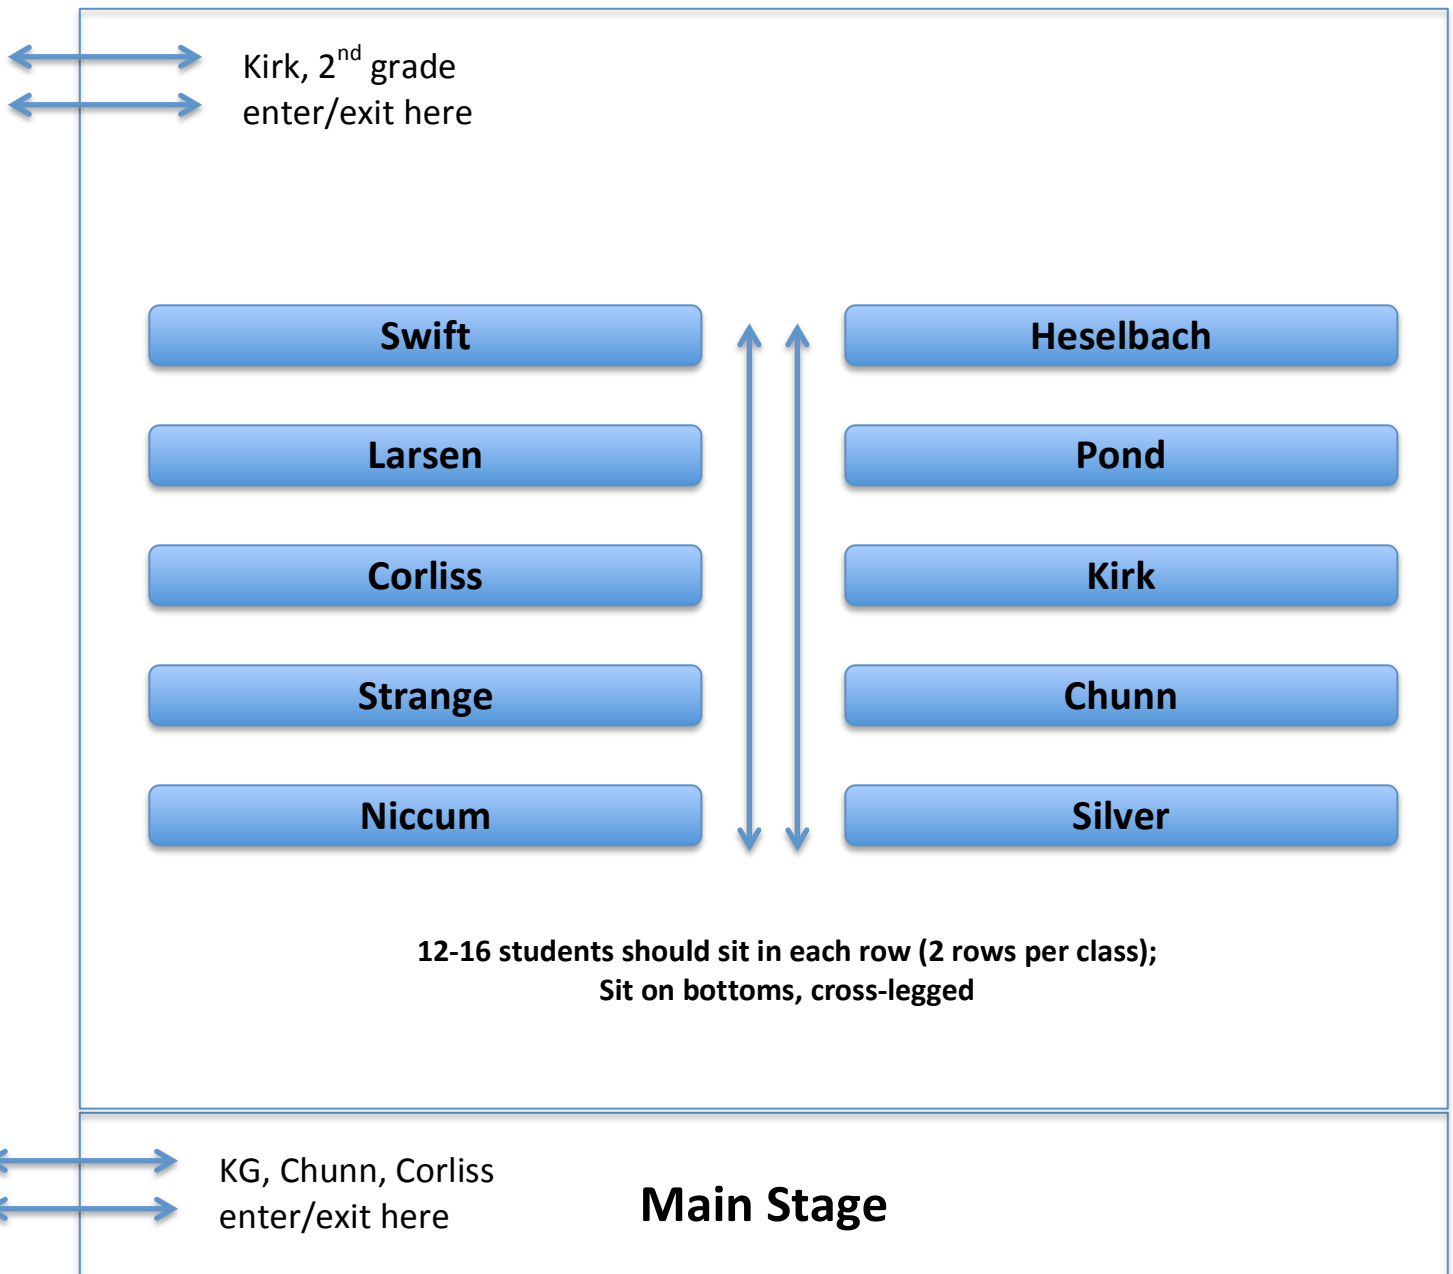 Kirk, 2nd grade
enter/exit here
Swift
Heselbach
Larsen
Pond
Corliss
Kirk
Strange
Chunn
Niccum
Silver
12-16 students should sit in each row (2 rows per class);
Sit on bottoms, cross-legged
KG, Chunn, Corliss
enter/exit here
Main Stage